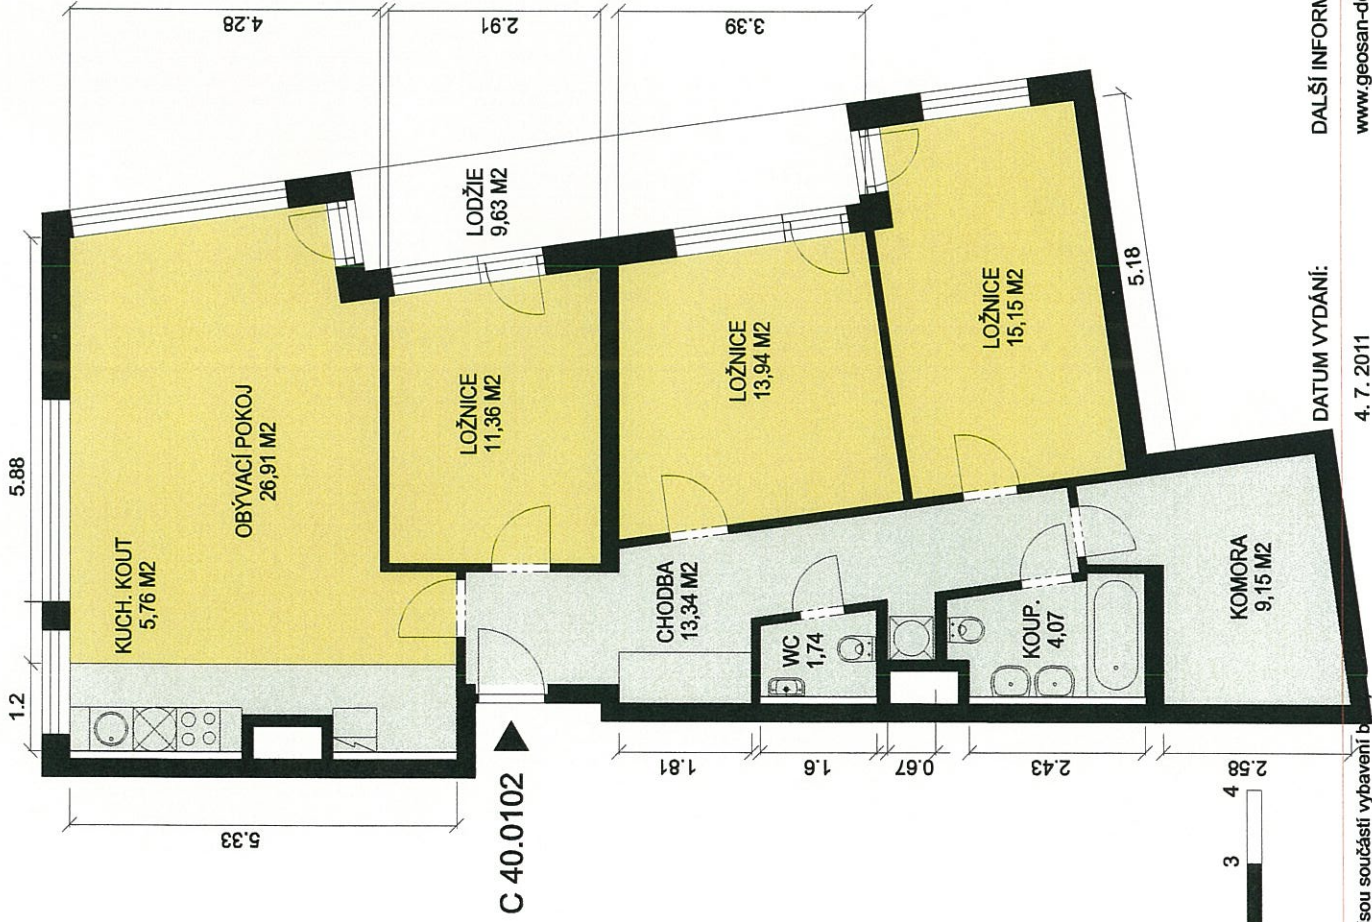 5.88
1.2
4.28
2.91
3.39
5.33
KUCH. KOUT
5,76 M2
OBÝVACÍ POKOJ
26,91 M2
LODŽIE
9,63 M2
LOŽNICE
11,36 M2
LOŽNICE
13,94 M2
LOŽNICE
15,15 M2
5.18
C 40.0102
CHODBA
13,34 M2
WC
1,74
KOUP.
4,07
KOMORA
9,15 M2
1.81
1.6
0.67
2.43
2.58
3
4
DATUM VYDÁNÍ:
4. 7. 2011
DALŠÍ INFORM
www.geosan-de
sou součástí vybavení b